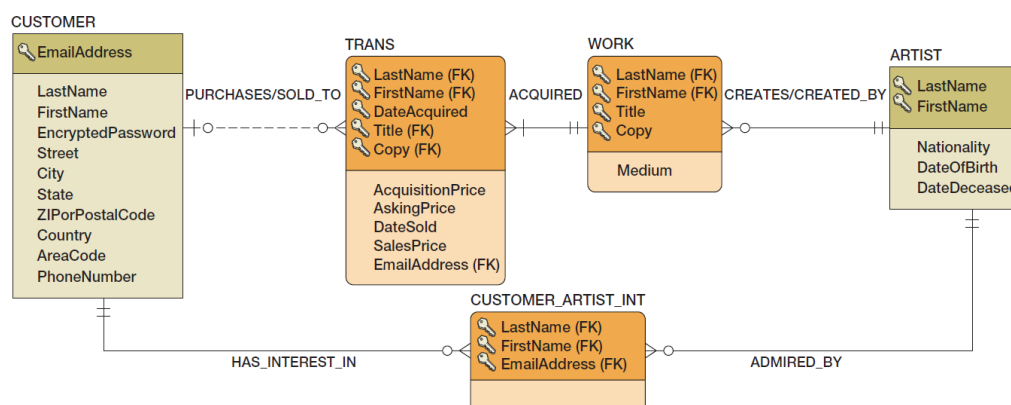 CUSTOMER
EmailAddress
LastName
FirstName
EncryptedPassword
Street
City
State
ZIPorPostalCode
Country
AreaCode
PhoneNumber
PURCHASES/SOLD_TO
TRANS
LastName (FK)
FirstName (FK)
DateAcquired
Title (FK)
Copy (FK)
AcquisitionPrice
AskingPrice
DateSold
SalesPrice
EmailAddress (FK)
ACQUIRED
WORK
LastName (FK)
FirstName (FK)
Title
Copy
Medium
CREATES/CREATED_BY
ARTIST
LastName
FirstName
Nationality
DateOfBirth
DateDeceased
HAS_INTEREST_IN
CUSTOMER_ARTIST_INT
LastName (FK)
FirstName (FK)
EmailAddress (FK)
ADMIRED_BY